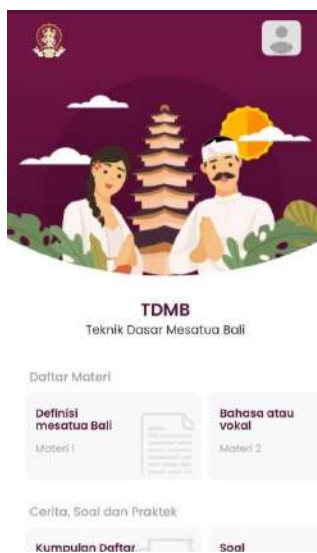 TDMB
Teknik Dasar Mesatua Bali
Daftar Materi
Definisi
mesatua Bali
Materi 1
Bahasa atau
vokal
Materi 2
Cerita, Soal dan Praktek
Kumpulan Daftar
Soal